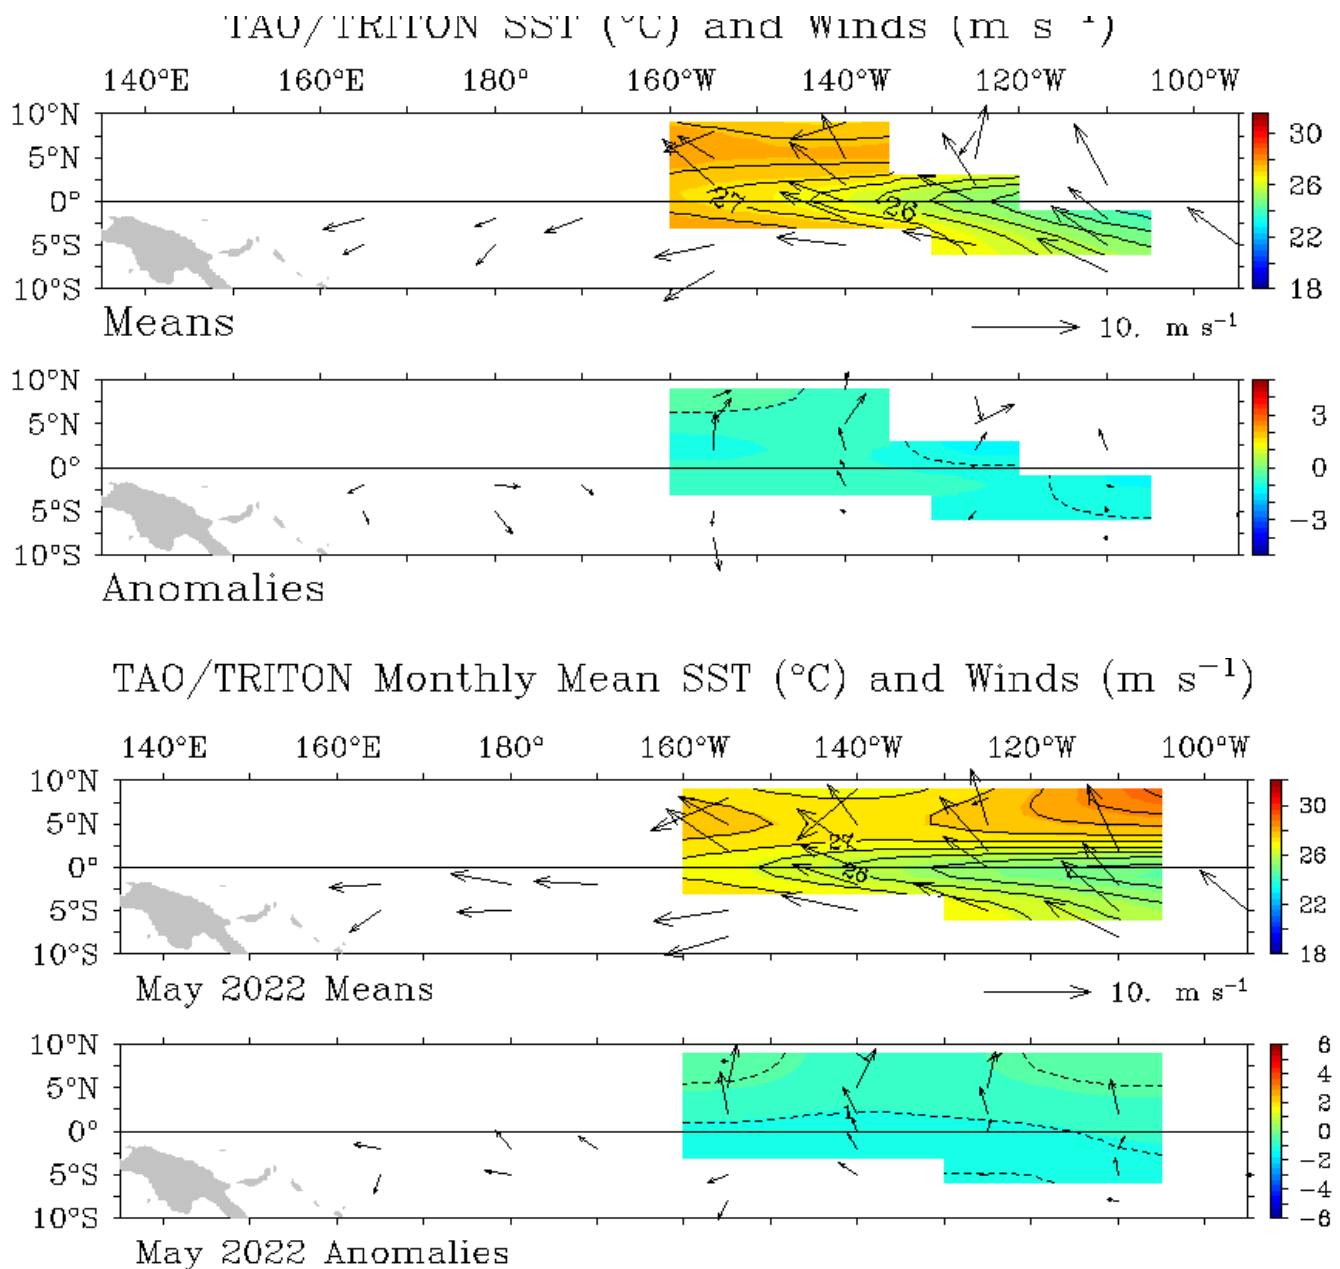 TAO/TRITON SST (°C) and Winds (m s⁻¹)
140°E 160°E 180° 160°W 140°W 120°W 100°W
10°N
5°N
0°
5°S
10°S
27
26
30
26
22
18
Means
10. m s⁻¹
10°N
5°N
0°
5°S
10°S
3
0
-3
Anomalies
TAO/TRITON Monthly Mean SST (°C) and Winds (m s⁻¹)
140°E 160°E 180° 160°W 140°W 120°W 100°W
10°N
5°N
0°
5°S
10°S
27
26
30
26
22
18
May 2022 Means
10. m s⁻¹
10°N
5°N
0°
5°S
10°S
6
4
2
0
-2
-4
-6
May 2022 Anomalies